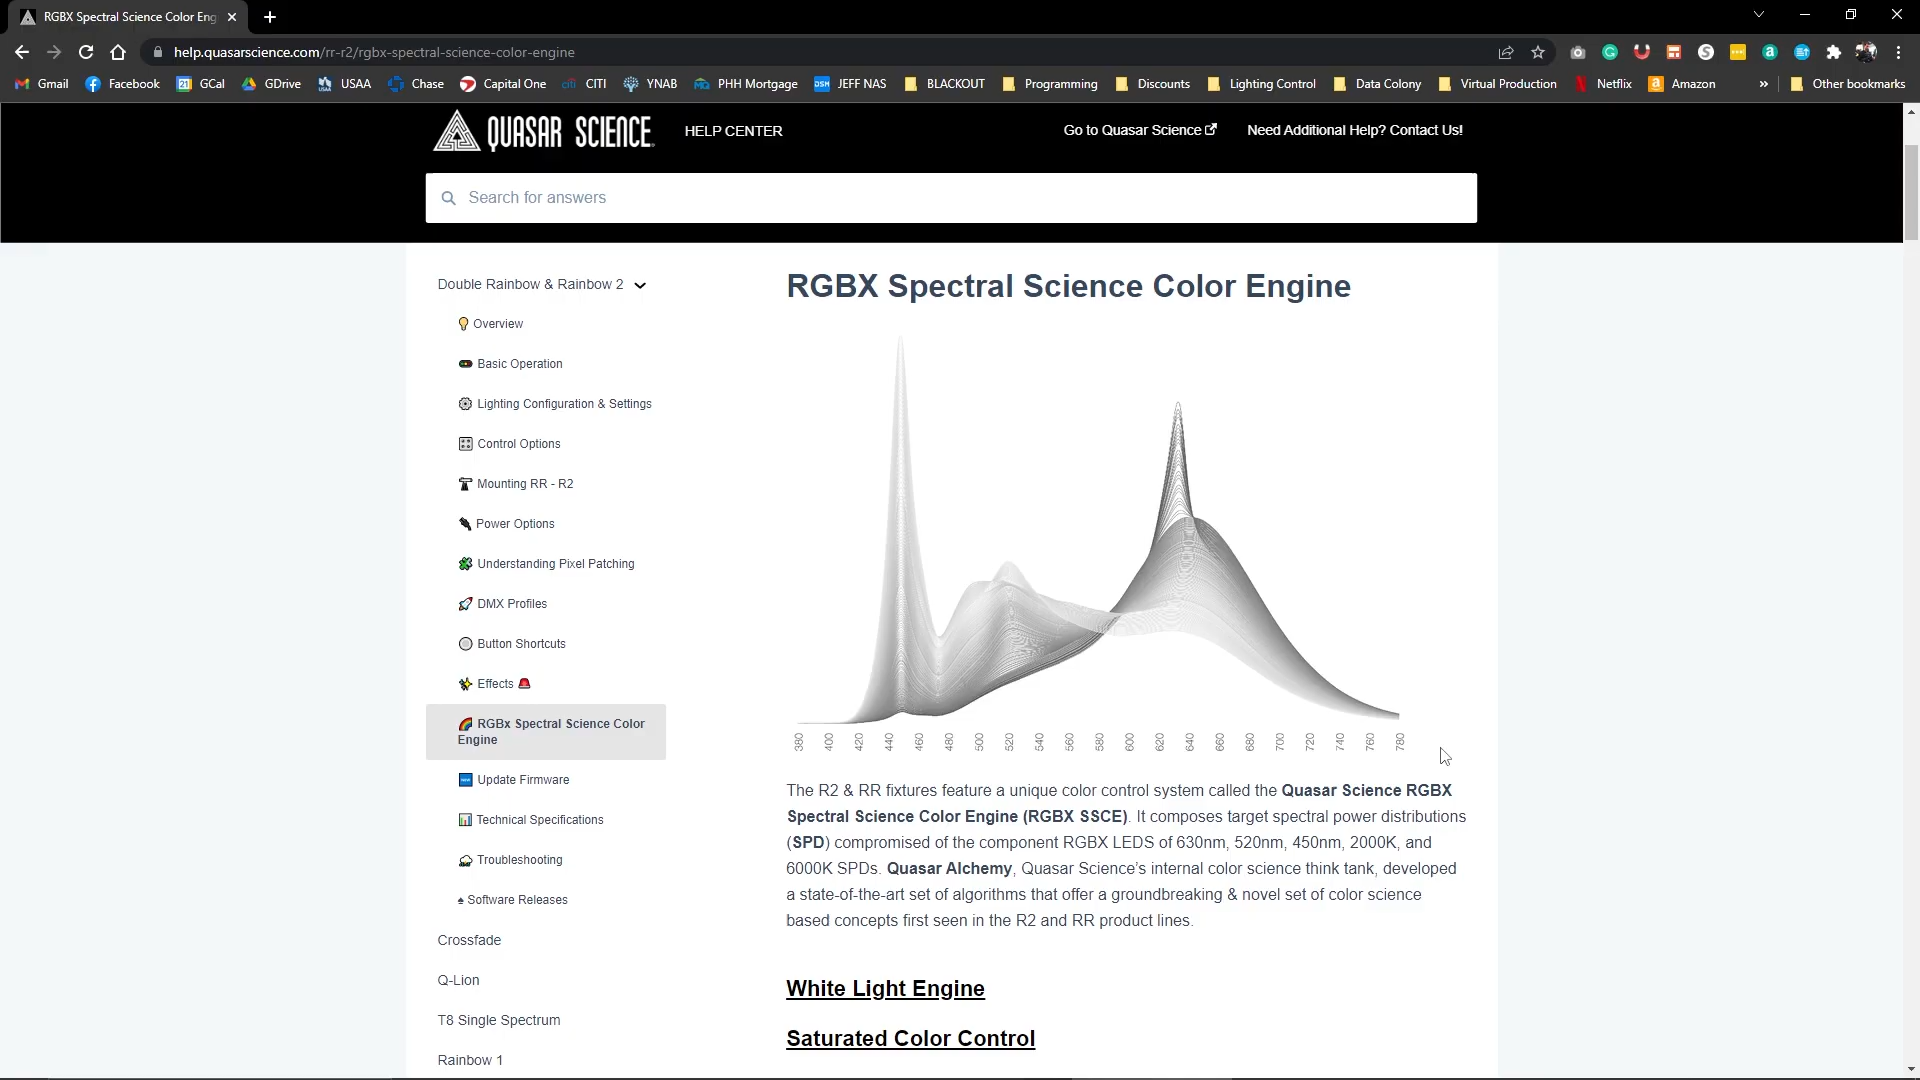 RGBX Spectral Science Color Eng
help.quasarscience.com/rr-r2/rgbx-spectral-science-color-engine
Gmail Facebook GCal GDrive USAA Chase Capital One CITI YNAB PHH Mortgage JEFF NAS BLACKOUT Programming Discounts Lighting Control Data Colony Virtual Production Netflix Amazon » Other bookmarks
QUASAR SCIENCE HELP CENTER Go to Quasar Science Need Additional Help? Contact Us!
Search for answers
Double Rainbow & Rainbow 2
Overview
Basic Operation
Lighting Configuration & Settings
Control Options
Mounting RR - R2
Power Options
Understanding Pixel Patching
DMX Profiles
Button Shortcuts
Effects
RGBx Spectral Science Color
Engine
Update Firmware
Technical Specifications
Troubleshooting
Software Releases
Crossfade
Q-Lion
T8 Single Spectrum
Rainbow 1
RGBX Spectral Science Color Engine
380 400 420 440 460 480 500 520 540 560 580 600 620 640 660 680 700 720 740 760 780
The R2 & RR fixtures feature a unique color control system called the Quasar Science RGBX
Spectral Science Color Engine (RGBX SSCE). It composes target spectral power distributions
(SPD) compromised of the component RGBX LEDS of 630nm, 520nm, 450nm, 2000K, and
6000K SPDs. Quasar Alchemy, Quasar Science's internal color science think tank, developed
a state-of-the-art set of algorithms that offer a groundbreaking & novel set of color science
based concepts first seen in the R2 and RR product lines.
White Light Engine
Saturated Color Control